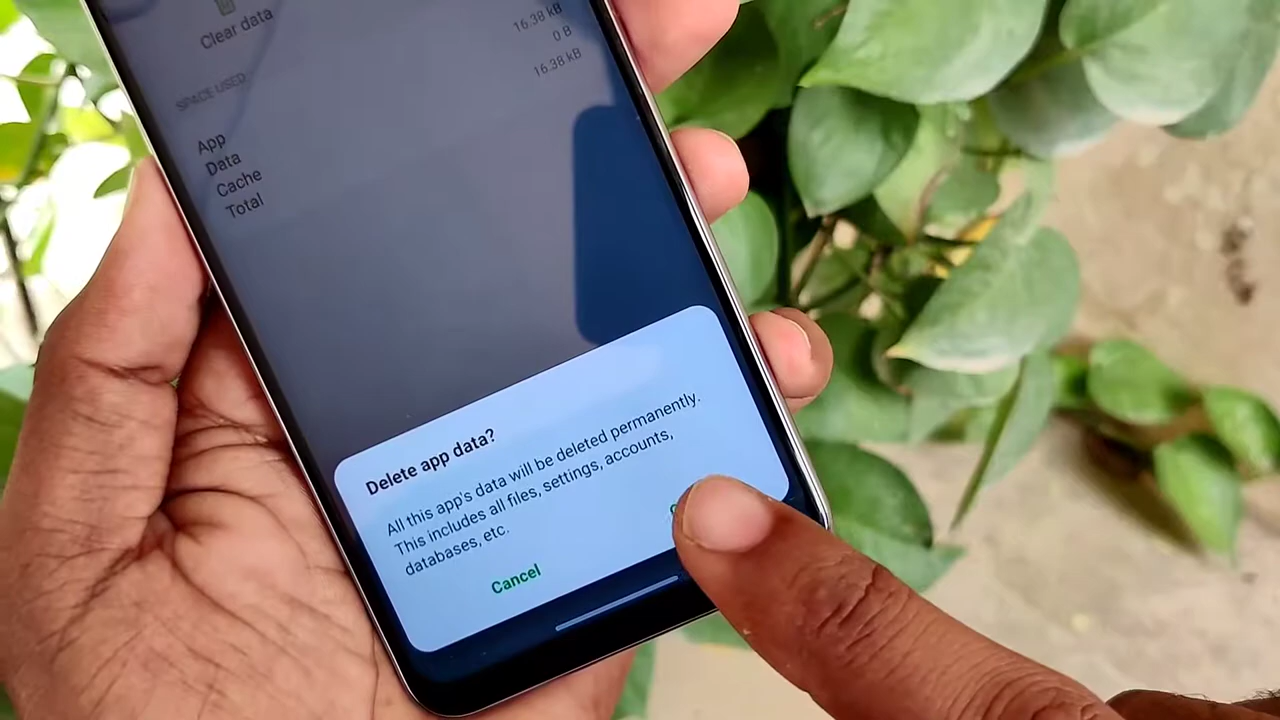 Clear data
SPACE USED
16.38 kB
0 B
16.38 kB
App
Data
Cache
Total
Delete app data?
All this app's data will be deleted permanently.
This includes all files, settings, accounts,
databases, etc.
Cancel